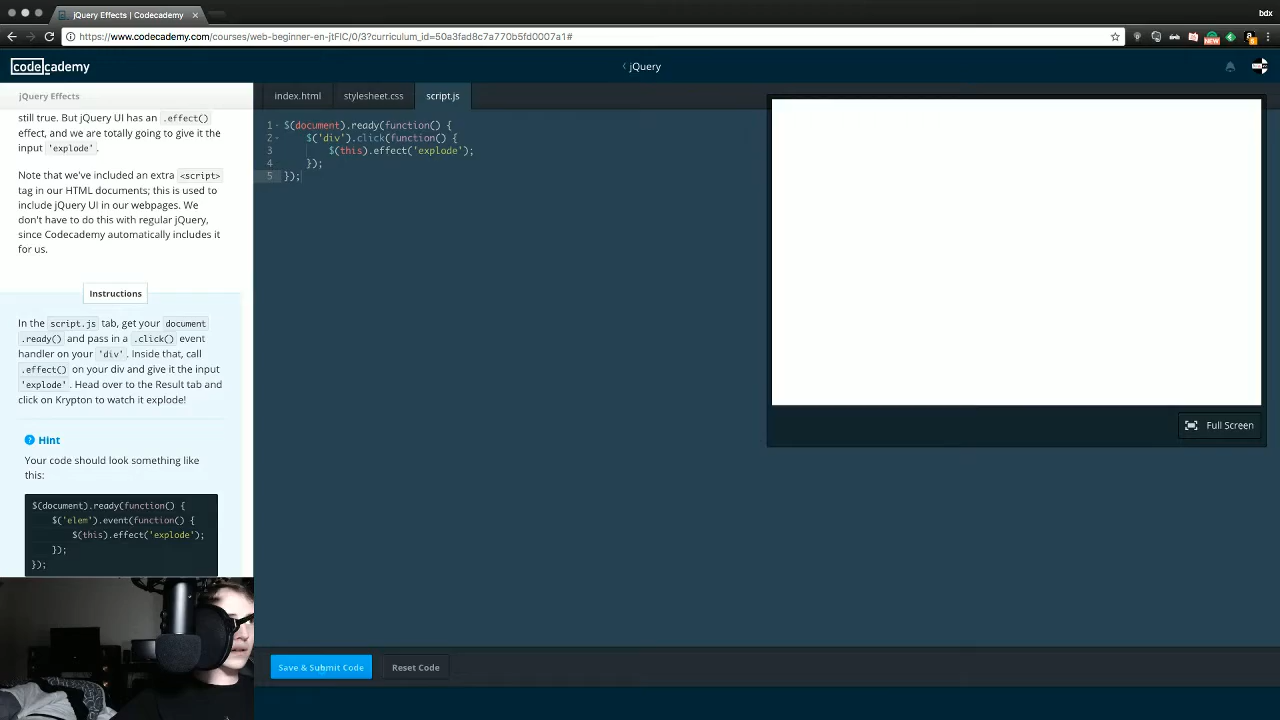 jQuery Effects | Codecademy
bdx
https://www.codecademy.com/courses/web-beginner-en-jtFIC/0/3?curriculum_id=50a3fad8c7a770b5fd0007a1#
NEW
codecademy
jQuery
jQuery Effects
index.html
stylesheet.css
script.js
still true. But jQuery UI has an .effect()
effect, and we are totally going to give it the
input 'explode'.
Note that we've included an extra <script>
tag in our HTML documents; this is used to
include jQuery UI in our webpages. We
don't have to do this with regular jQuery,
since Codecademy automatically includes it
for us.
Instructions
In the script.js tab, get your document
.ready() and pass in a .click() event
handler on your 'div'. Inside that, call
.effect() on your div and give it the input
'explode'. Head over to the Result tab and
click on Krypton to watch it explode!
Hint
Your code should look something like
this:
$(document).ready(function() {
$('elem').event(function() {
$(this).effect('explode');
});
});
1 $(document).ready(function() {
2 $('div').click(function() {
3 $(this).effect('explode');
4 });
5 });
Full Screen
Save & Submit Code
Reset Code